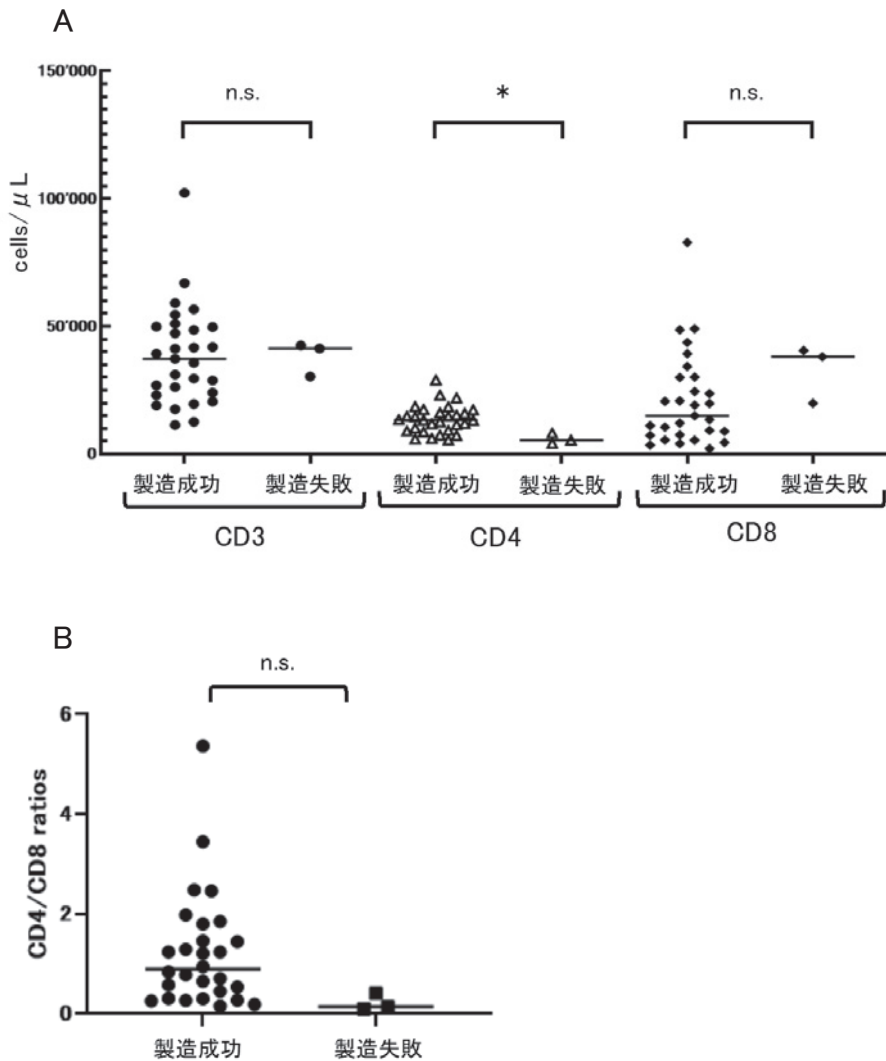 A
150'000
n.s.
*
n.s.
100'000
cells/μL
50'000
0
製造成功 製造失敗 製造成功 製造失敗 製造成功 製造失敗
CD3 CD4 CD8
B
n.s.
6
CD4/CD8 ratios
4
2
0
製造成功 製造失敗